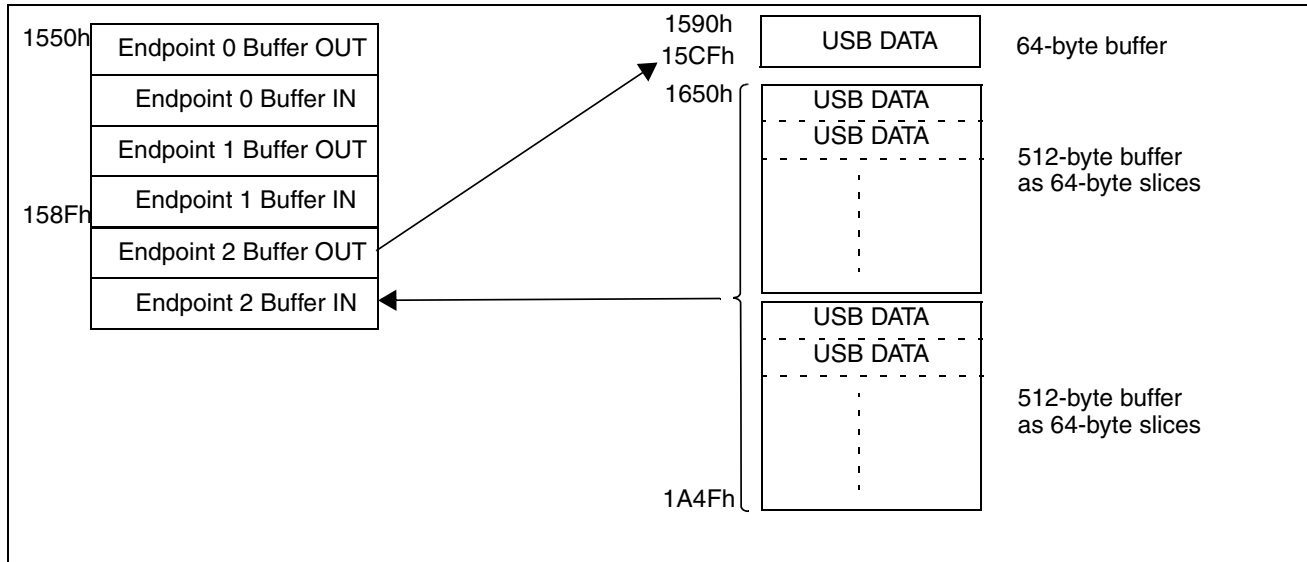 1550h
Endpoint 0 Buffer OUT
Endpoint 0 Buffer IN
Endpoint 1 Buffer OUT
Endpoint 1 Buffer IN
158Fh
Endpoint 2 Buffer OUT
Endpoint 2 Buffer IN
1590h
15CFh
USB DATA
64-byte buffer
1650h
USB DATA
USB DATA
512-byte buffer
as 64-byte slices
USB DATA
USB DATA
512-byte buffer
as 64-byte slices
1A4Fh